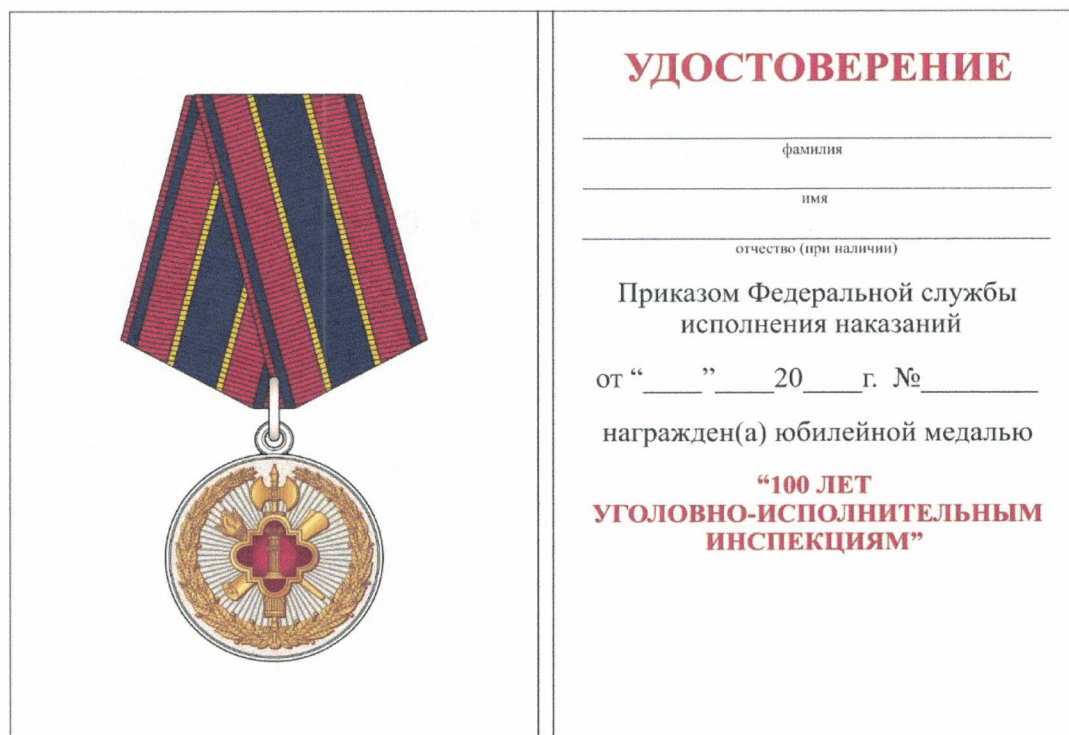 УДОСТОВЕРЕНИЕ
фамилия
имя
отчество (при наличии)
Приказом Федеральной службы
исполнения наказаний
от “____”____20____г. №________
награжден(а) юбилейной медалью
“100 ЛЕТ
УГОЛОВНО-ИСПОЛНИТЕЛЬНЫМ
ИНСПЕКЦИЯМ”